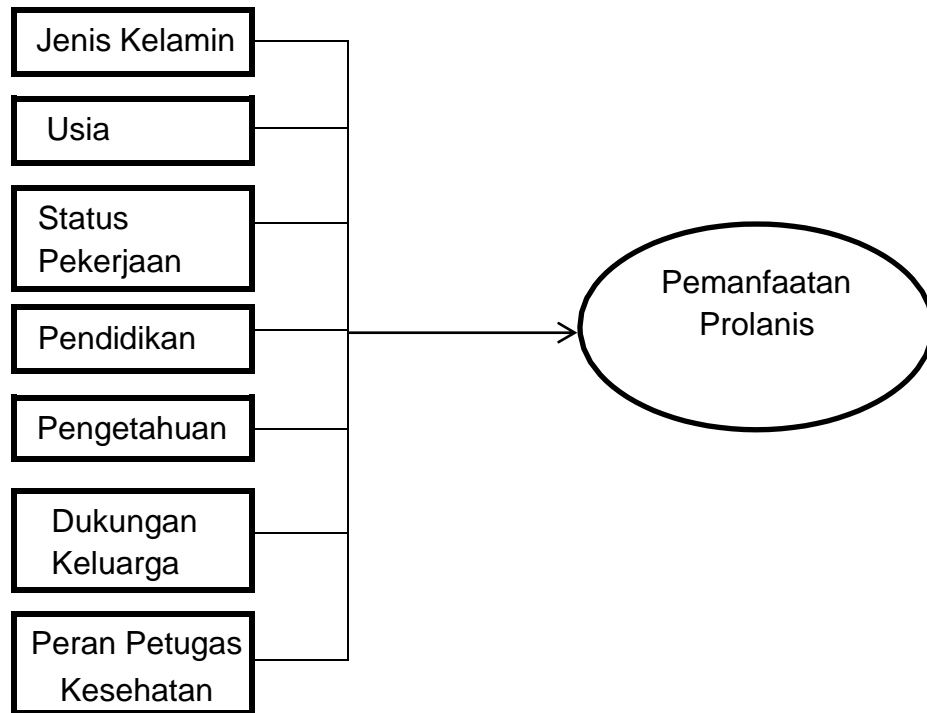 Jenis Kelamin
Usia
Status
Pekerjaan
Pendidikan
Pengetahuan
Dukungan
Keluarga
Peran Petugas
Kesehatan
Pemanfaatan
Prolanis